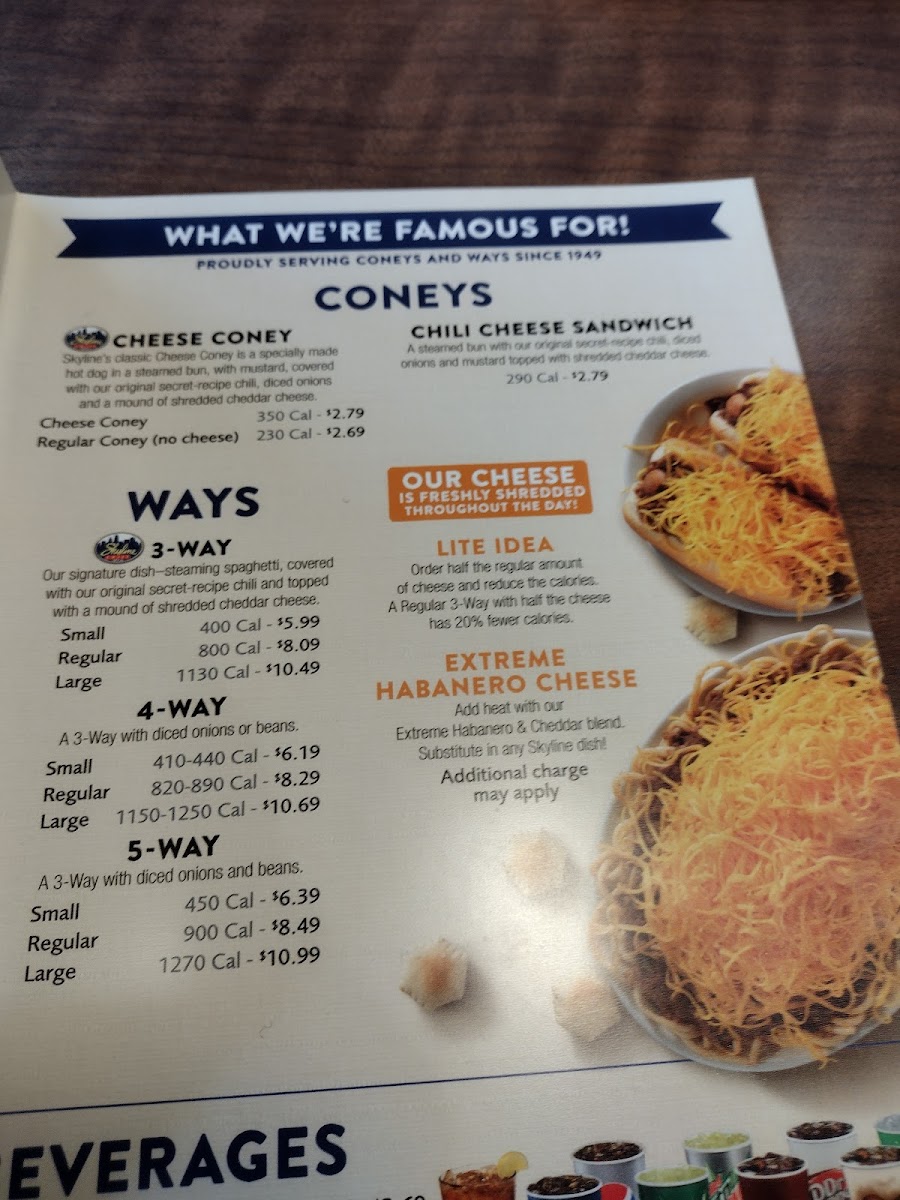 WHAT WE'RE FAMOUS FOR!
PROUDLY SERVING CONEYS AND WAYS SINCE 1949
CONEYS
CHEESE CONEY
Skyline's classic Cheese Coney is a specially made
hot dog in a steamed bun, with mustard, covered
with our original secret-recipe chili, diced onions
and a mound of shredded cheddar cheese.
Cheese Coney 350 Cal - $2.79
Regular Coney (no cheese) 230 Cal - $2.69
CHILI CHEESE SANDWICH
A steamed bun with our original secret-recipe chili, diced
onions and mustard topped with shredded cheddar cheese.
290 Cal - $2.79
WAYS
Skyline
3-WAY
Our signature dish—steaming spaghetti, covered
with our original secret-recipe chili and topped
with a mound of shredded cheddar cheese.
Small 400 Cal - $5.99
Regular 800 Cal - $8.09
Large 1130 Cal - $10.49
4-WAY
A 3-Way with diced onions or beans.
Small 410-440 Cal - $6.19
Regular 820-890 Cal - $8.29
Large 1150-1250 Cal - $10.69
5-WAY
A 3-Way with diced onions and beans.
Small 450 Cal - $6.39
Regular 900 Cal - $8.49
Large 1270 Cal - $10.99
OUR CHEESE
IS FRESHLY SHREDDED
THROUGHOUT THE DAY!
LITE IDEA
Order half the regular amount
of cheese and reduce the calories.
A Regular 3-Way with half the cheese
has 20% fewer calories.
EXTREME
HABANERO CHEESE
Add heat with our
Extreme Habanero & Cheddar blend.
Substitute in any Skyline dish!
Additional charge
may apply
EVERAGES